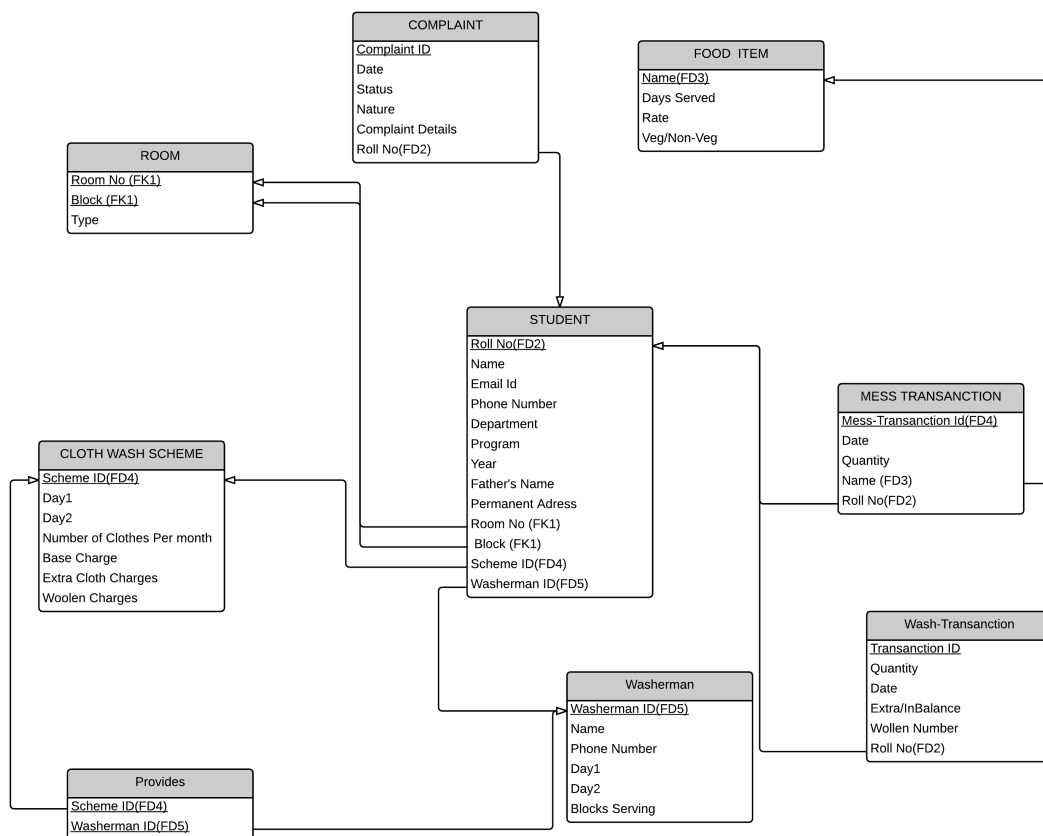 COMPLAINT
Complaint ID
Date
Status
Nature
Complaint Details
Roll No(FD2)
FOOD  ITEM
Name(FD3)
Days Served
Rate
Veg/Non-Veg
ROOM
Room No (FK1)
Block (FK1)
Type
STUDENT
Roll No(FD2)
Name
Email Id
Phone Number
Department
Program
Year
Father's Name
Permanent Adress
Room No (FK1)
Block (FK1)
Scheme ID(FD4)
Washerman ID(FD5)
MESS TRANSANCTION
Mess-Transanction Id(FD4)
Date
Quantity
Name (FD3)
Roll No(FD2)
CLOTH WASH SCHEME
Scheme ID(FD4)
Day1
Day2
Number of Clothes Per month
Base Charge
Extra Cloth Charges
Woolen Charges
Wash-Transanction
Transanction ID
Quantity
Date
Extra/InBalance
Wollen Number
Roll No(FD2)
Washerman
Washerman ID(FD5)
Name
Phone Number
Day1
Day2
Blocks Serving
Provides
Scheme ID(FD4)
Washerman ID(FD5)